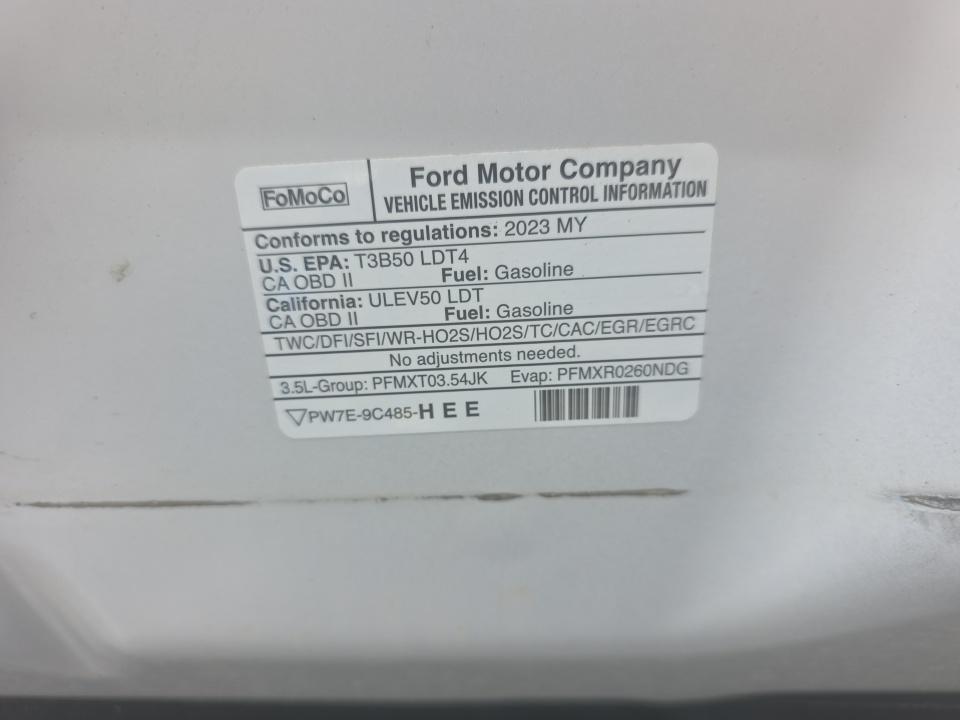 FoMoCo
Ford Motor Company
VEHICLE EMISSION CONTROL INFORMATION
Conforms to regulations: 2023 MY
U.S. EPA: T3B50 LDT4
CA OBD II Fuel: Gasoline
California: ULEV50 LDT
CA OBD II Fuel: Gasoline
TWC/DFI/SFI/WR-HO2S/HO2S/TC/CAC/EGR/EGRC
No adjustments needed.
3.5L-Group: PFMXT03.54JK Evap: PFMXR0260NDG
PW7E-9C485-HEE